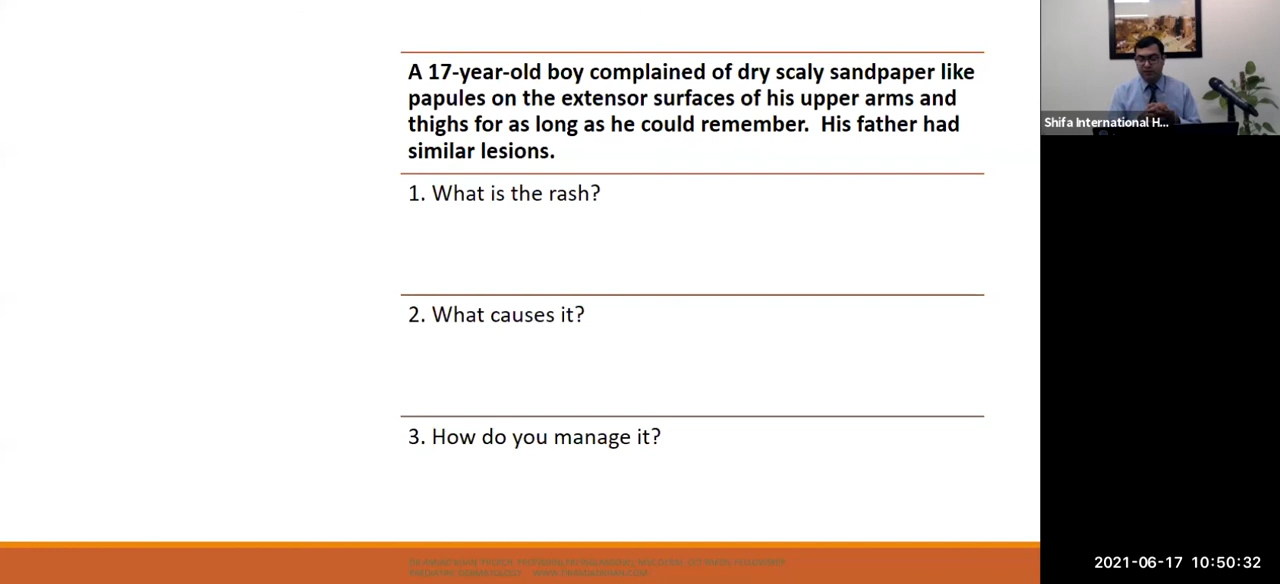 A 17-year-old boy complained of dry scaly sandpaper like
papules on the extensor surfaces of his upper arms and
thighs for as long as he could remember. His father had
similar lesions.
1. What is the rash?
2. What causes it?
3. How do you manage it?
Shifa International H...
2021-06-17 10:50:32